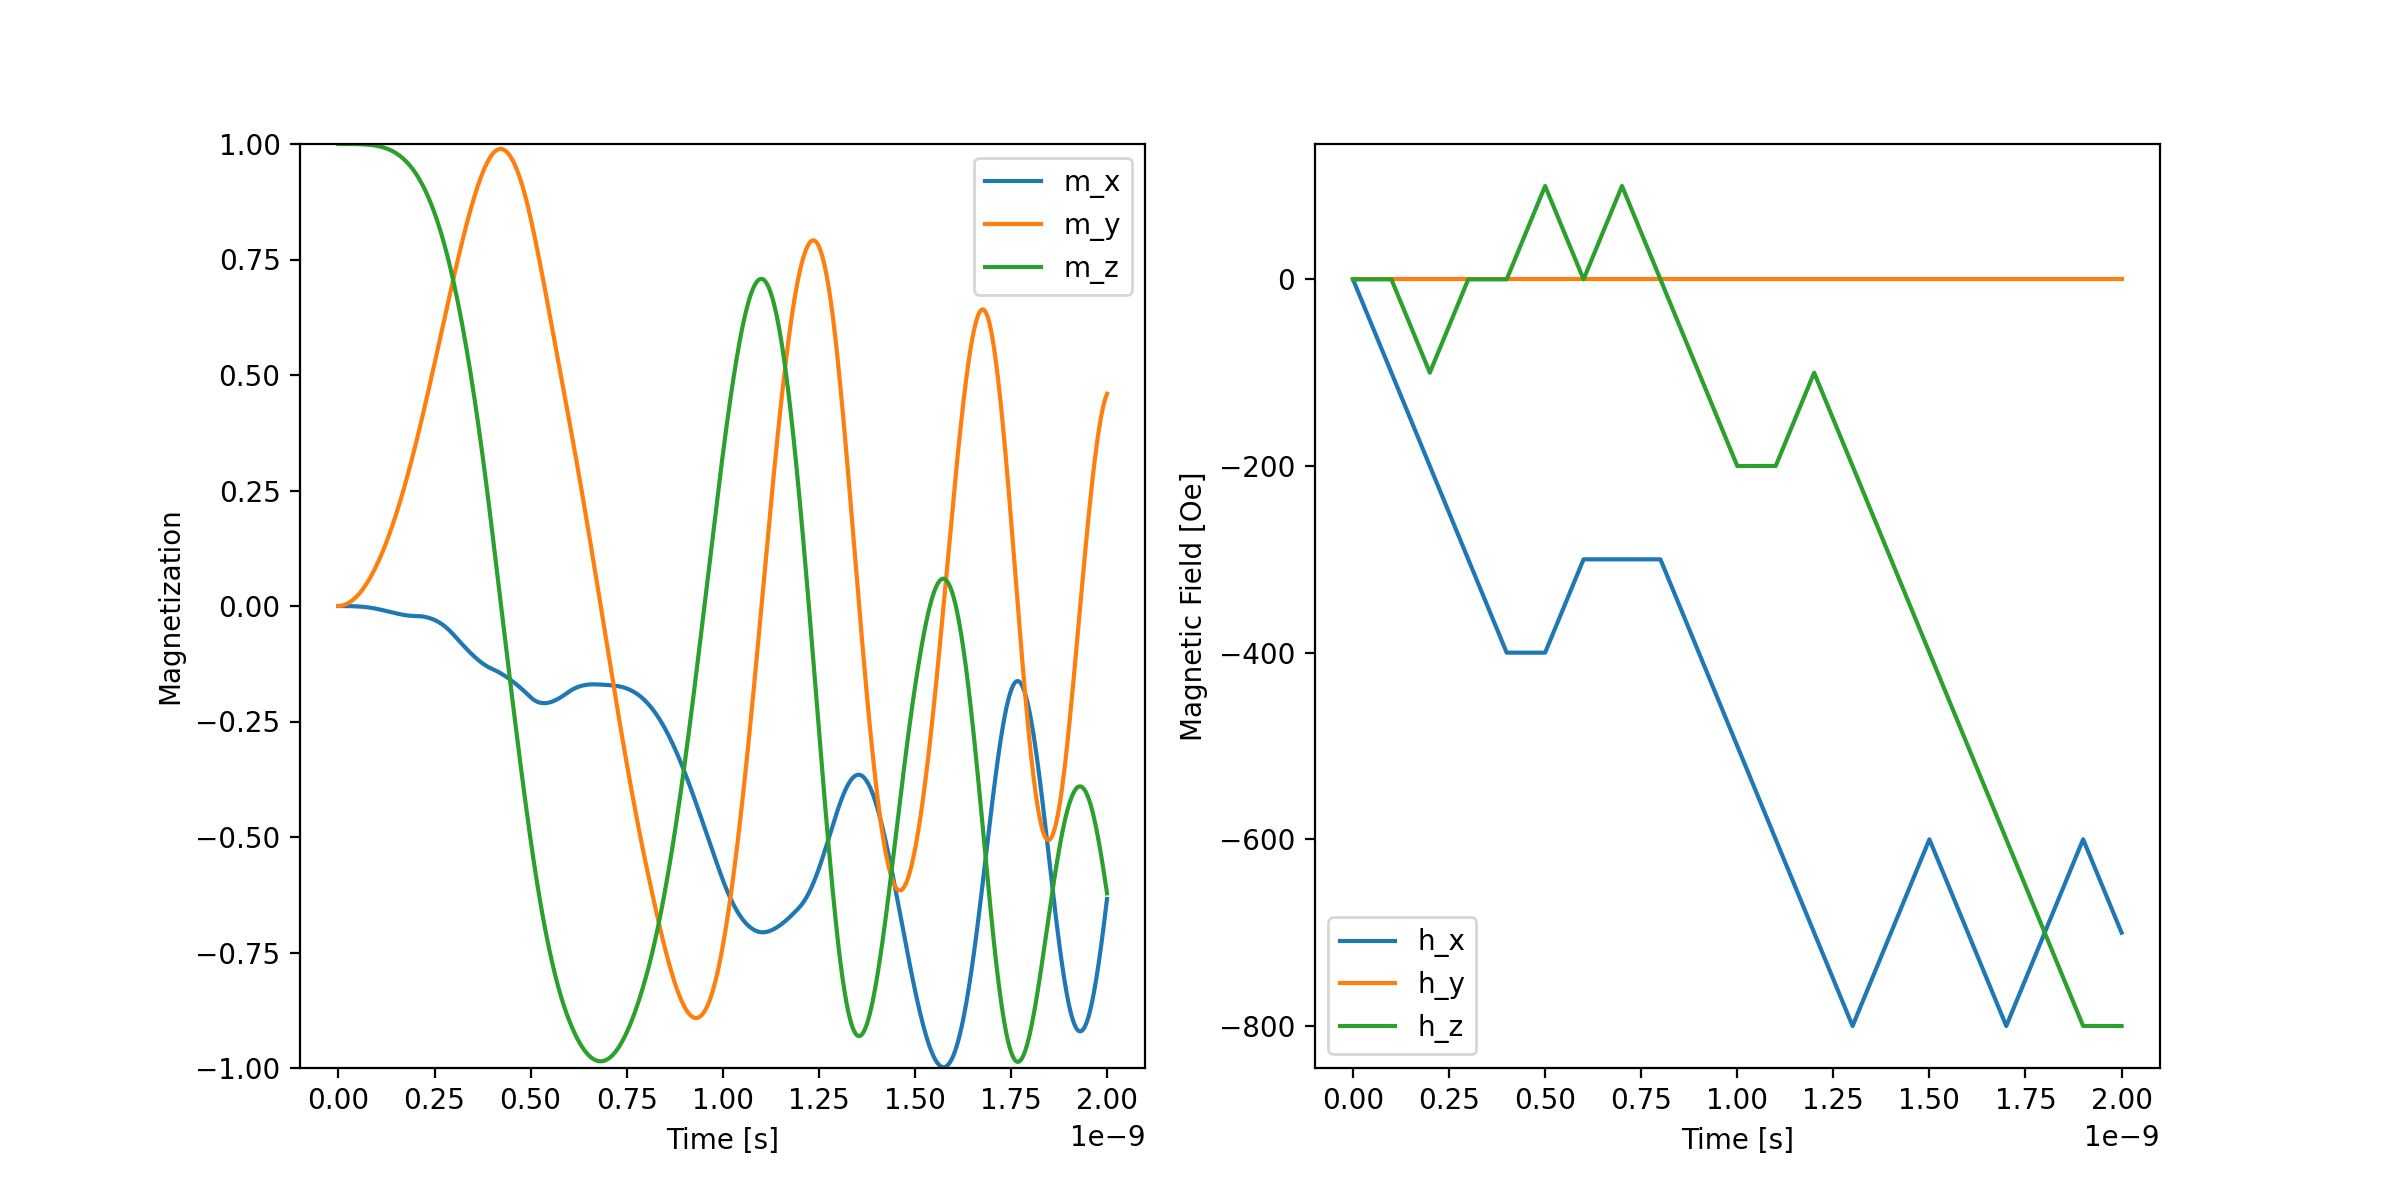 1.00
0.75
0.50
0.25
0.00
−0.25
−0.50
−0.75
−1.00
Magnetization
m_x
m_y
m_z
0.00 0.25 0.50 0.75 1.00 1.25 1.50 1.75 2.00
Time [s]
1e−9
0
−200
−400
−600
−800
Magnetic Field [Oe]
h_x
h_y
h_z
0.00 0.25 0.50 0.75 1.00 1.25 1.50 1.75 2.00
Time [s]
1e−9